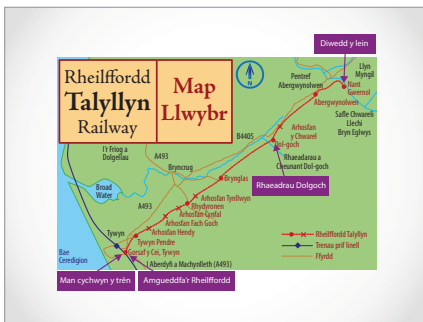 Diwedd y lein
Rheilffordd
Talyllyn
Railway
Map
Llwybr
N
Pentref
Abergwynolwen
Llyn
Myngil
Nant
Gwernol
Abergwynolwen
Safle Chwareli
Llechi
Bryn Eglwys
Arhosfan
y Chwarel
Dol-goch
B4405
Rhaeadarau a
Cheunant Dol-goch
I'r Friog a
Dolgellau
A493
Bryncrug
Brynglas
Rhaeadrau Dolgoch
Broad
Water
A493
Arhosfan Tynllwyn
Rhydyronen
Arhosfan Cynfal
Arhosfan Fach Goch
Arhosfan Hendy
Tywyn
Tywyn Pendre
Gorsaf y Cei, Tywyn
Bae
Ceredigion
I Aberdyfi a Machynlleth (A493)
Rheilffordd Talyllyn
Trenau prif linell
Ffyrdd
Man cychwyn y trên
Amgueddfa'r Rheilffordd